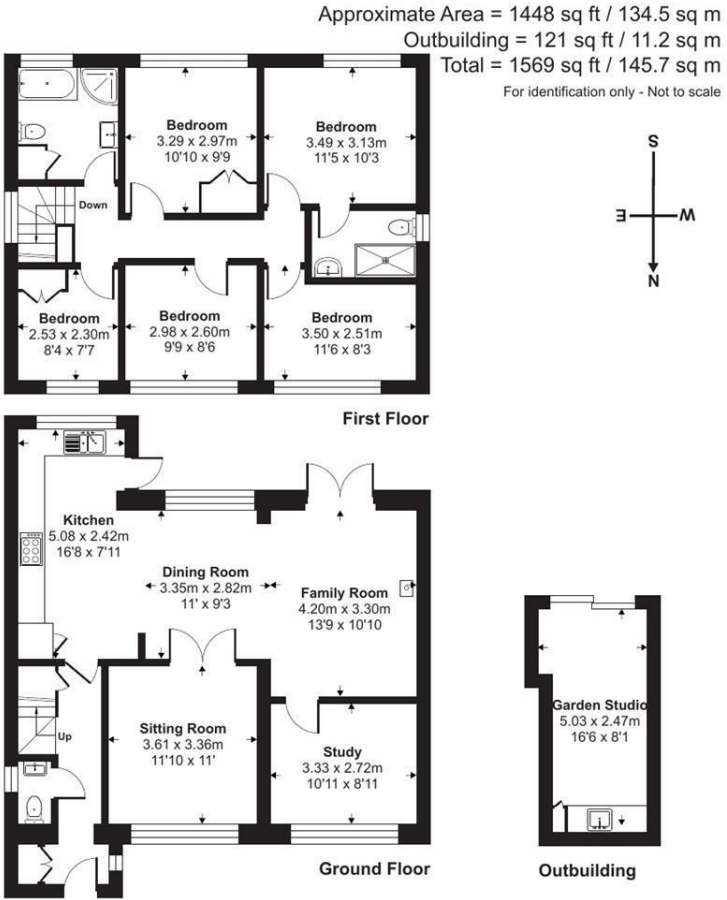 Approximate Area = 1448 sq ft / 134.5 sq m
Outbuilding = 121 sq ft / 11.2 sq m
Total = 1569 sq ft / 145.7 sq m
For identification only - Not to scale
S
E
W
N
Bedroom
3.29 x 2.97m
10'10 x 9'9
Bedroom
3.49 x 3.13m
11'5 x 10'3
Down
Bedroom
2.53 x 2.30m
8'4 x 7'7
Bedroom
2.98 x 2.60m
9'9 x 8'6
Bedroom
3.50 x 2.51m
11'6 x 8'3
First Floor
Kitchen
5.08 x 2.42m
16'8 x 7'11
Dining Room
3.35m x 2.82m
11' x 9'3
Family Room
4.20m x 3.30m
13'9 x 10'10
Up
Sitting Room
3.61 x 3.36m
11'10 x 11'
Study
3.33 x 2.72m
10'11 x 8'11
Ground Floor
Garden Studio
5.03 x 2.47m
16'6 x 8'1
Outbuilding